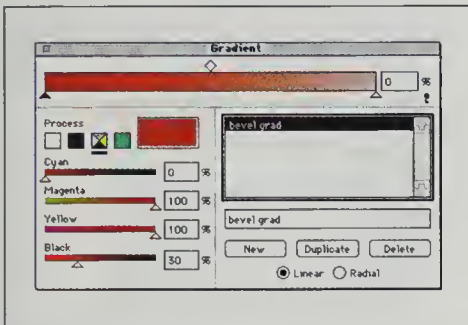 Gradient
0 %
Process
Cyan
0 %
Magenta
100 %
Yellow
100 %
Black
30 %
bevel grad
bevel grad
New Duplicate Delete
Linear Radial